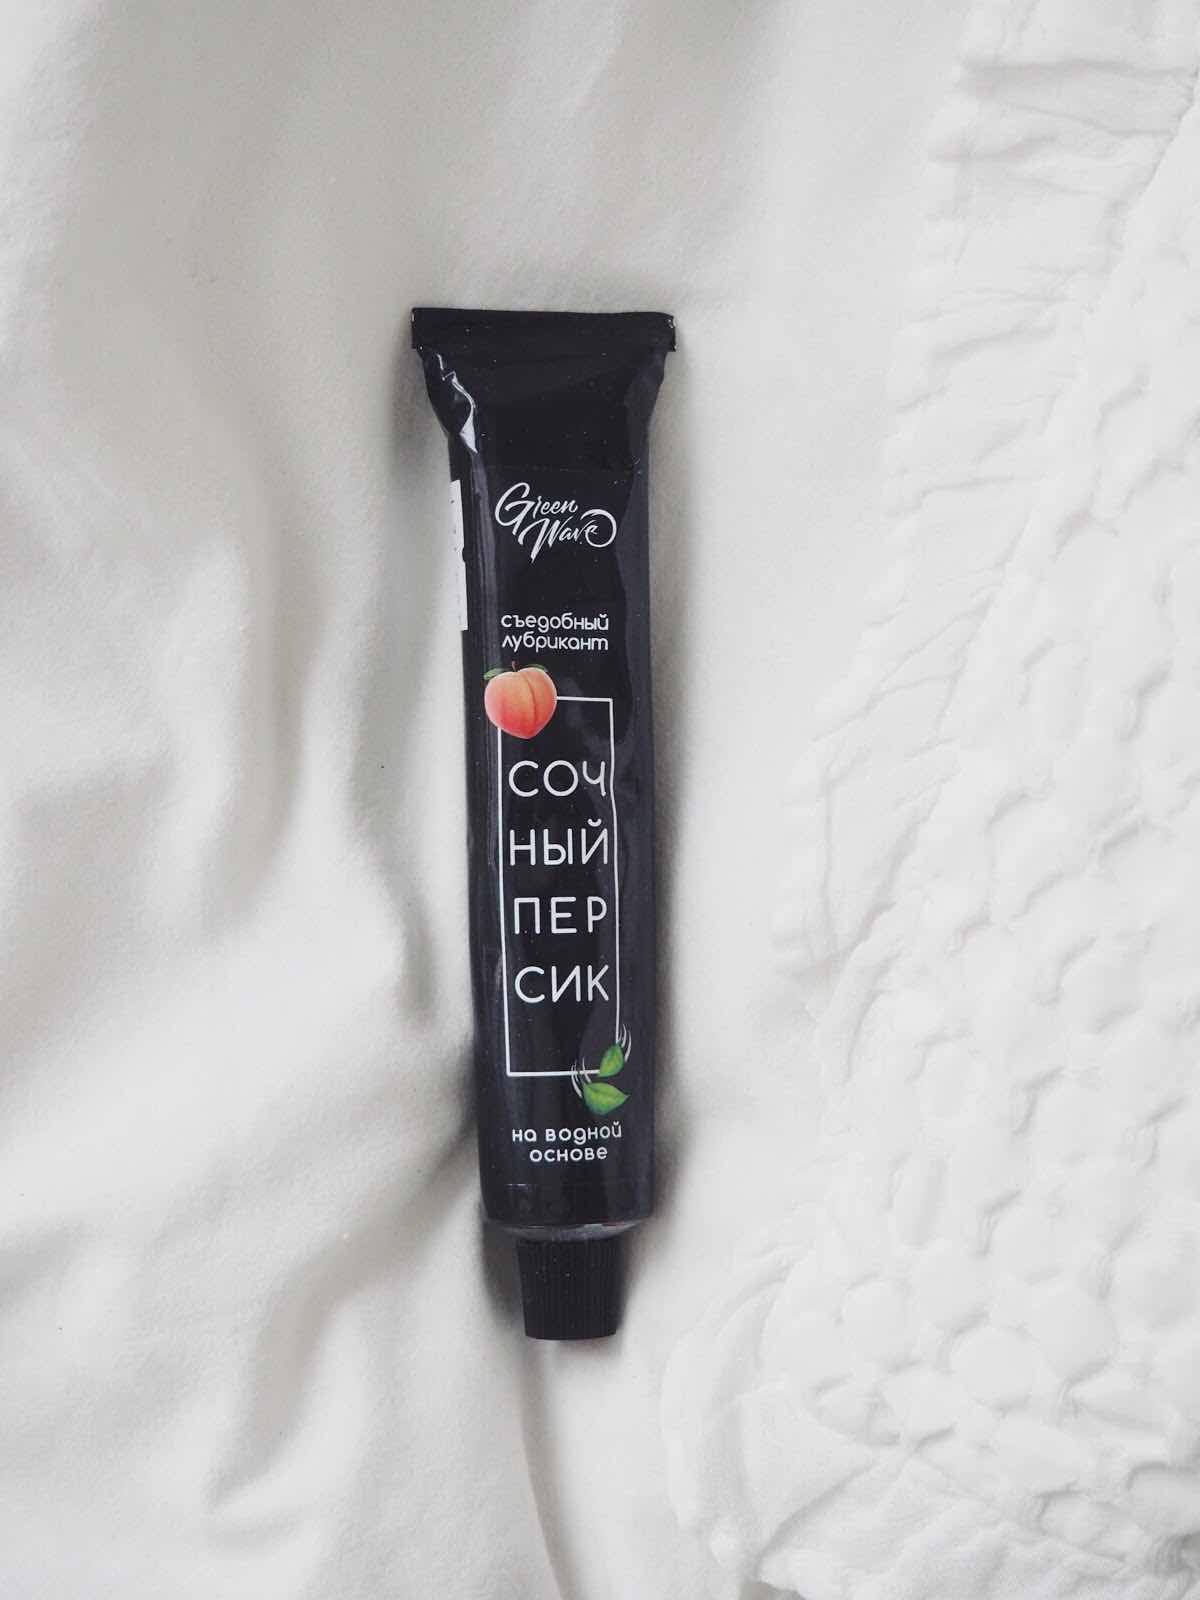 Green
Wave
съедобный
лубрикант
СОЧ
НЫЙ
ПЕР
СИК
на водной
основе